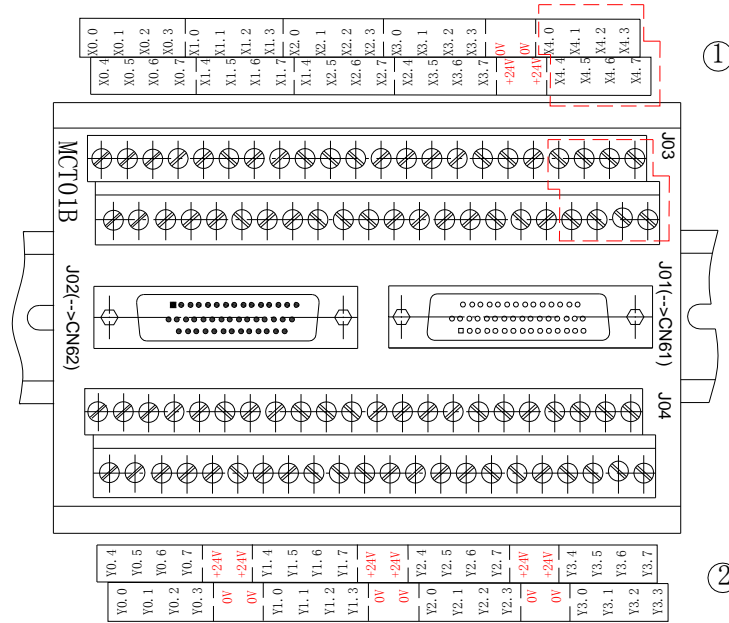 X0.0 X0.1 X0.2 X0.3 X1.0 X1.1 X1.2 X1.3 X2.0 X2.1 X2.2 X2.3 X3.0 X3.1 X3.2 X3.3 0V 0V X4.0 X4.1 X4.2 X4.3
X0.4 X0.5 X0.6 X0.7 X1.4 X1.5 X1.6 X1.7 X1.4 X2.5 X2.6 X2.7 X2.4 X3.5 X3.6 X3.7 +24V +24V X4.4 X4.5 X4.6 X4.7
①
MCT01B
J03
J02(-->CN62)
J01(-->CN61)
J04
Y0.4 Y0.5 Y0.6 Y0.7 +24V +24V Y1.4 Y1.5 Y1.6 Y1.7 +24V +24V Y2.4 Y2.5 Y2.6 Y2.7 +24V +24V Y3.4 Y3.5 Y3.6 Y3.7
Y0.0 Y0.1 Y0.2 Y0.3 0V 0V Y1.0 Y1.1 Y1.2 Y1.3 0V 0V Y2.0 Y2.1 Y2.2 Y2.3 0V 0V Y3.0 Y3.1 Y3.2 Y3.3
②